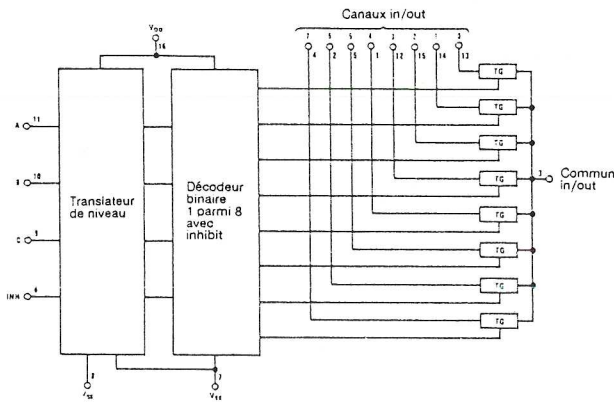 Canaux in/out
V_DD
16
7 5 4 3 2 1
4 2 5 1 12 15 14 13
TG
TG
TG
TG
TG
TG
TG
TG
A 11
10
C 9
INH 6
Translateur
de niveau
Décodeur
binaire
1 parmi 8
avec
inhibit
3
Commun
in/out
8
7